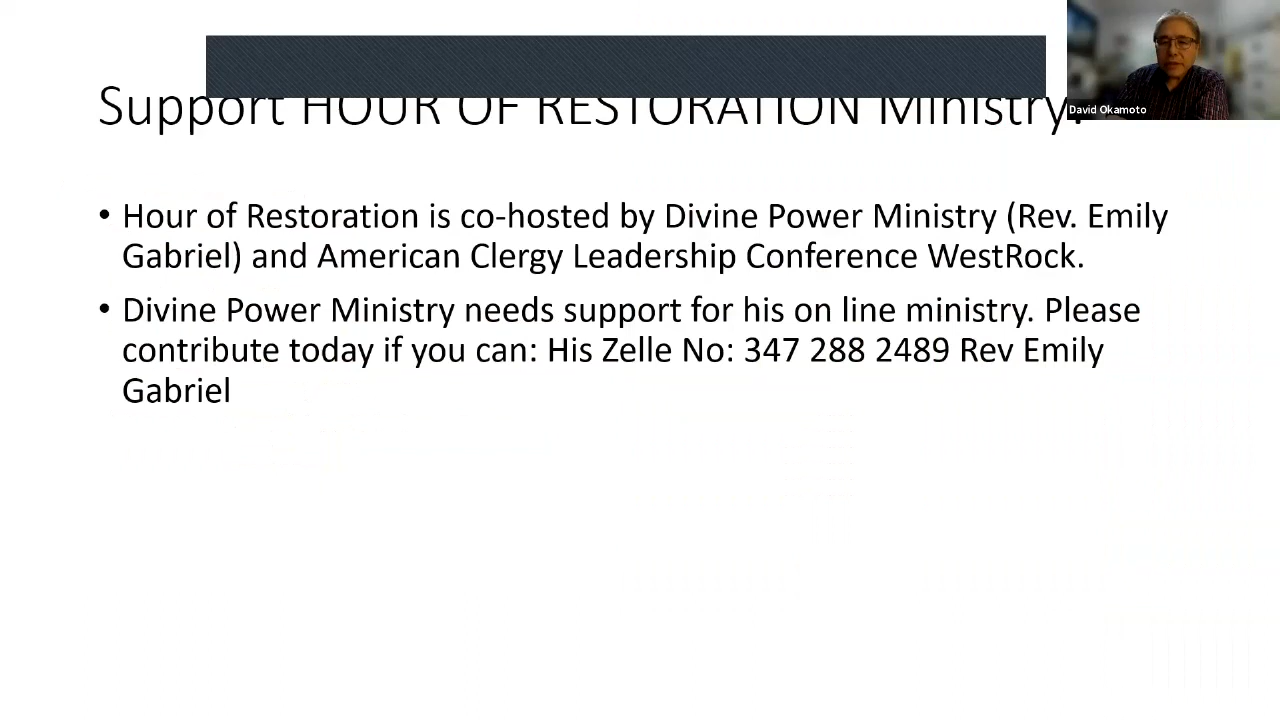 Support HOUR OF RESTORATION Ministry.
David Okamoto
• Hour of Restoration is co-hosted by Divine Power Ministry (Rev. Emily
Gabriel) and American Clergy Leadership Conference WestRock.
• Divine Power Ministry needs support for his on line ministry. Please
contribute today if you can: His Zelle No: 347 288 2489 Rev Emily
Gabriel